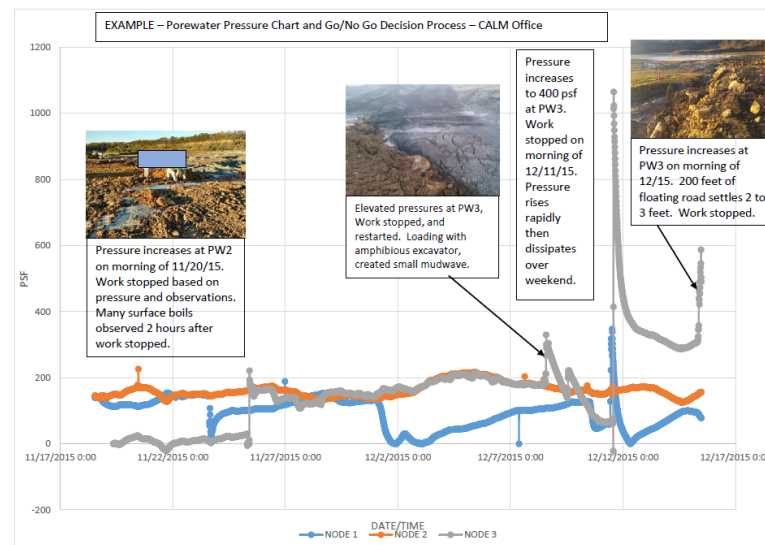 EXAMPLE – Porewater Pressure Chart and Go/No Go Decision Process – CALM Office
1200
1000
800
600
400
200
0
-200
PSF
Pressure increases at PW2
on morning of 11/20/15.
Work stopped based on
pressure and observations.
Many surface boils
observed 2 hours after
work stopped.
Elevated pressures at PW3,
Work stopped, and
restarted. Loading with
amphibious excavator,
created small mudwave.
Pressure
increases
to 400 psf
at PW3.
Work
stopped on
morning of
12/11/15.
Pressure
rises
rapidly
then
dissipates
over
weekend.
Pressure increases at
PW3 on morning of
12/15. 200 feet of
floating road settles 2 to
3 feet. Work stopped.
11/17/2015 0:00
11/22/2015 0:00
11/27/2015 0:00
12/2/2015 0:00
12/7/2015 0:00
12/12/2015 0:00
12/17/2015 0:00
DATE/TIME
NODE 1
NODE 2
NODE 3